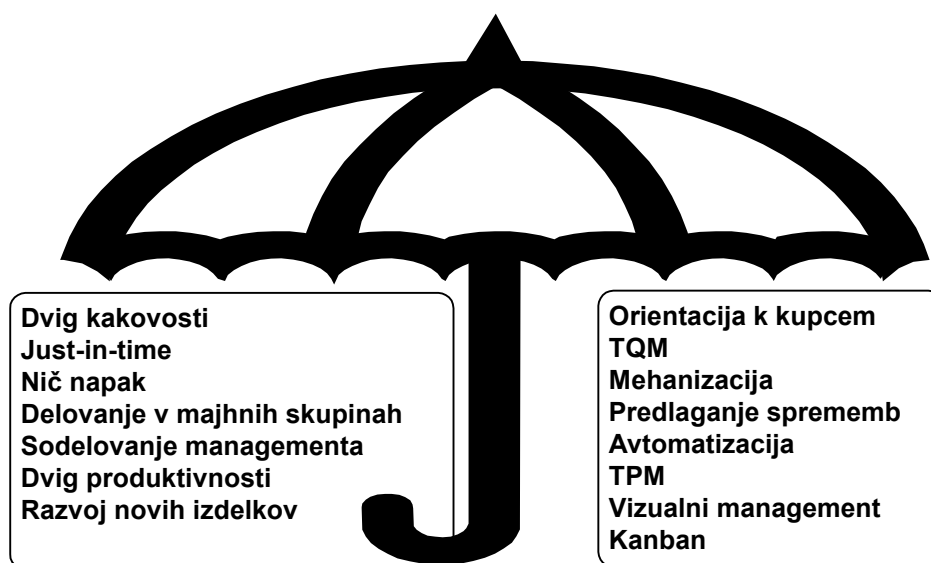 Dvig kakovosti
Just-in-time
Nič napak
Delovanje v majhnih skupinah
Sodelovanje managementa
Dvig produktivnosti
Razvoj novih izdelkov
Orientacija k kupcem
TQM
Mehanizacija
Predlaganje sprememb
Avtomatizacija
TPM
Vizualni management
Kanban